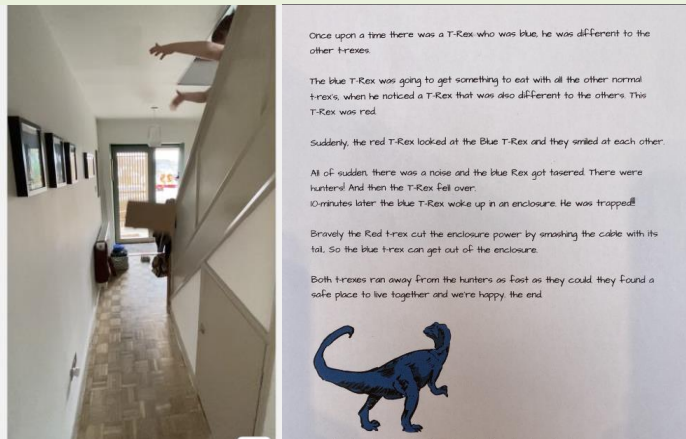 Once upon a time there was a T-Rex who was blue, he was different to the
other t-rexes.
The blue T-Rex was going to get something to eat with all the other normal
t-rex's, when he noticed a T-Rex that was also different to the others. This
T-Rex was red.
Suddenly, the red T-Rex looked at the Blue T-Rex and they smiled at each other.
All of sudden, there was a noise and the blue Rex got tasered. There were
hunters! And then the T-Rex fell over.
10-minutes later the blue T-Rex woke up in an enclosure. He was trapped!!!
Bravely the Red t-rex cut the enclosure power by smashing the cable with its
tail, So the blue t-rex can get out of the enclosure.
Both t-rexes ran away from the hunters as fast as they could, they found a
safe place to live together and we're happy. the end